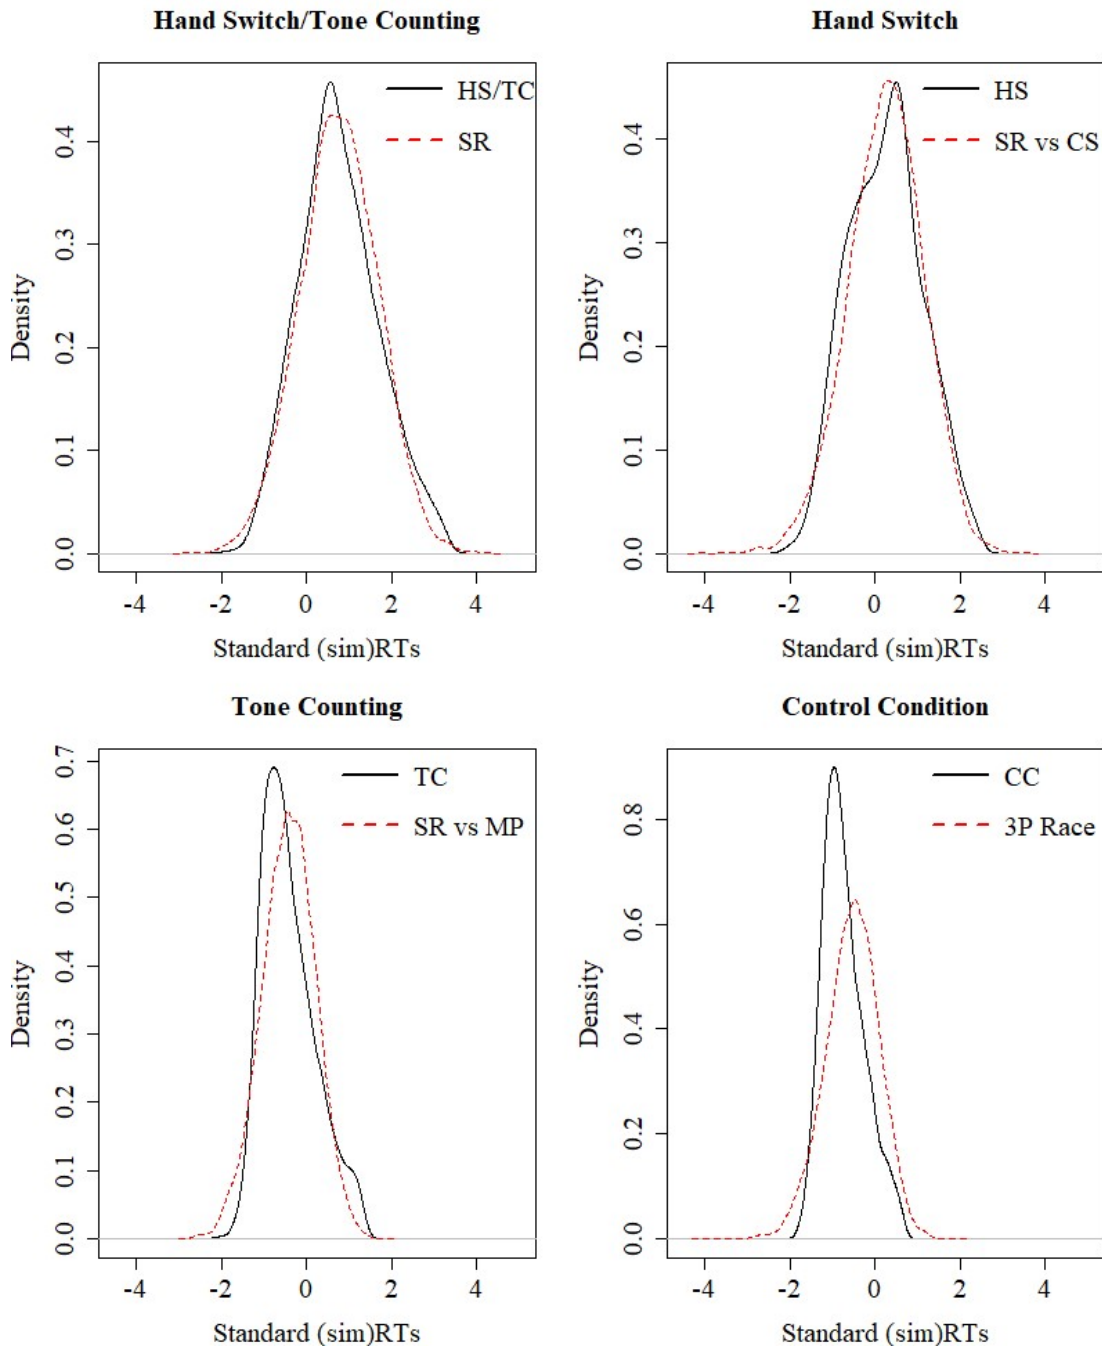 Hand Switch/Tone Counting
HS/TC
SR
Density
0.0 0.1 0.2 0.3 0.4
-4 -2 0 2 4
Standard (sim)RTs
Hand Switch
HS
SR vs CS
Density
0.0 0.1 0.2 0.3 0.4
-4 -2 0 2 4
Standard (sim)RTs
Tone Counting
TC
SR vs MP
Density
0.0 0.1 0.2 0.3 0.4 0.5 0.6 0.7
-4 -2 0 2 4
Standard (sim)RTs
Control Condition
CC
3P Race
Density
0.0 0.2 0.4 0.6 0.8
-4 -2 0 2 4
Standard (sim)RTs